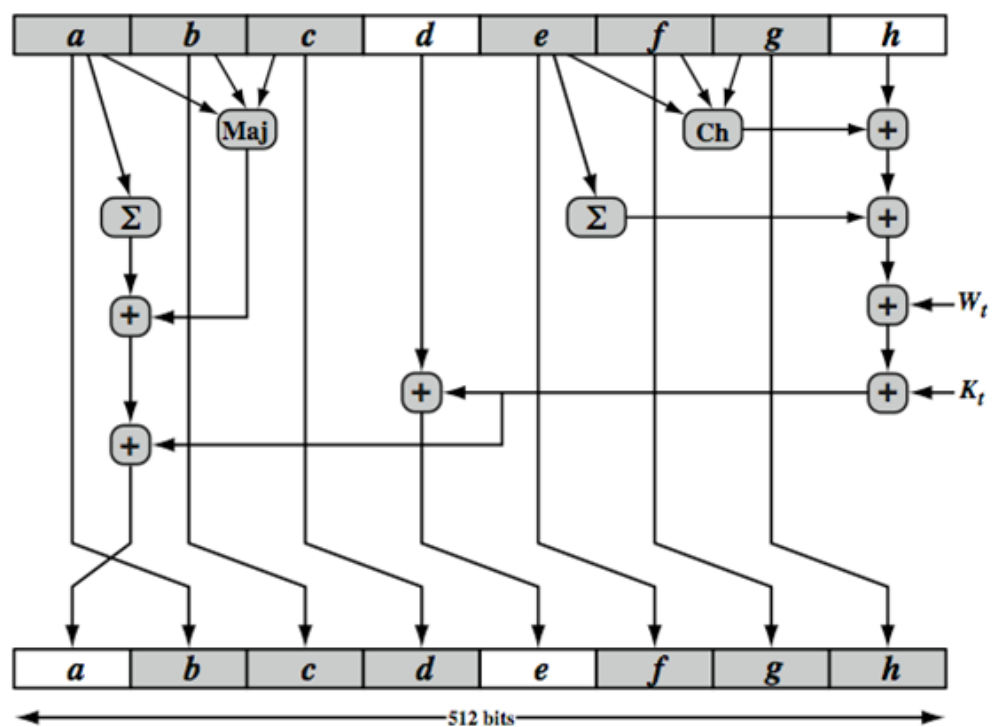 a b c d e f g h
Maj Ch +
Σ Σ +
+ + W_t
+ + K_t
+
a b c d e f g h
512 bits